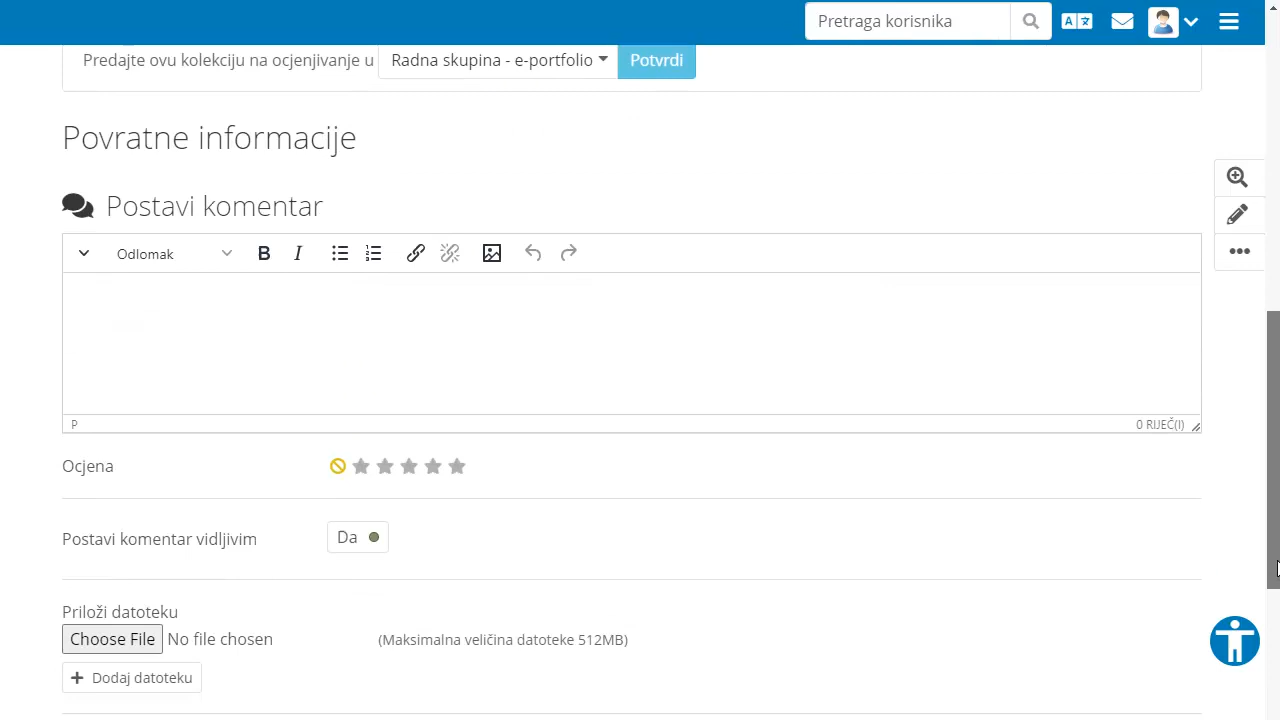 Pretraga korisnika
Predajte ovu kolekciju na ocjenjivanje u Radna skupina - e-portfolio Potvrdi
Povratne informacije
Postavi komentar
Odlomak
P 0 RIJEČ(I)
Ocjena
Postavi komentar vidljivim Da
Priloži datoteku
Choose File No file chosen (Maksimalna veličina datoteke 512MB)
+ Dodaj datoteku